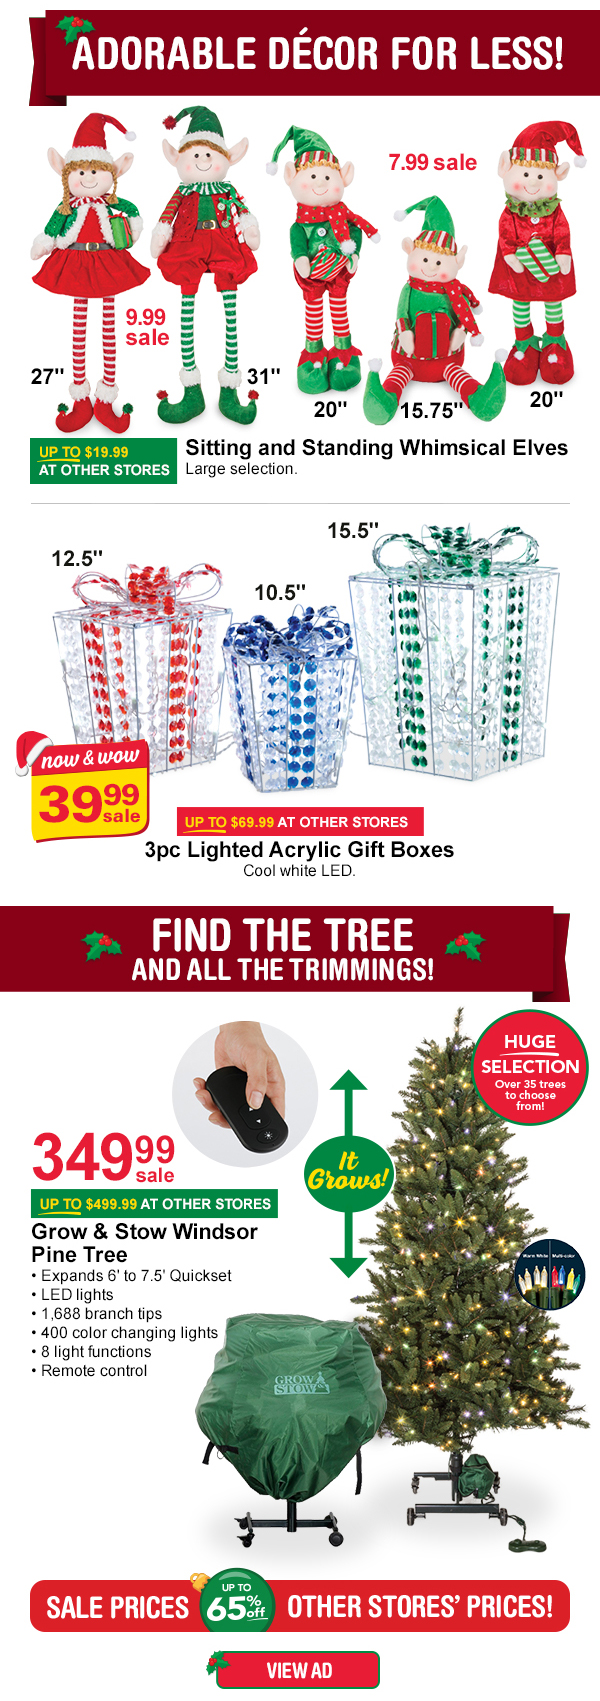 ADORABLE DÉCOR FOR LESS!
7.99 sale
9.99
sale
27"
31"
20"
15.75"
20"
UP TO $19.99
AT OTHER STORES
Sitting and Standing Whimsical Elves
Large selection.
12.5"
10.5"
15.5"
now & wow
39.99
sale
UP TO $69.99 AT OTHER STORES
3pc Lighted Acrylic Gift Boxes
Cool white LED.
FIND THE TREE
AND ALL THE TRIMMINGS!
HUGE
SELECTION
Over 35 trees
to choose
from!
349.99
sale
It
Grows!
UP TO $499.99 AT OTHER STORES
Grow & Stow Windsor
Pine Tree
• Expands 6' to 7.5' Quickset
• LED lights
• 1,688 branch tips
• 400 color changing lights
• 8 light functions
• Remote control
Warm White Multi-color
GROW
STOW
SALE PRICES
UP TO
65%
off
OTHER STORES' PRICES!
VIEW AD